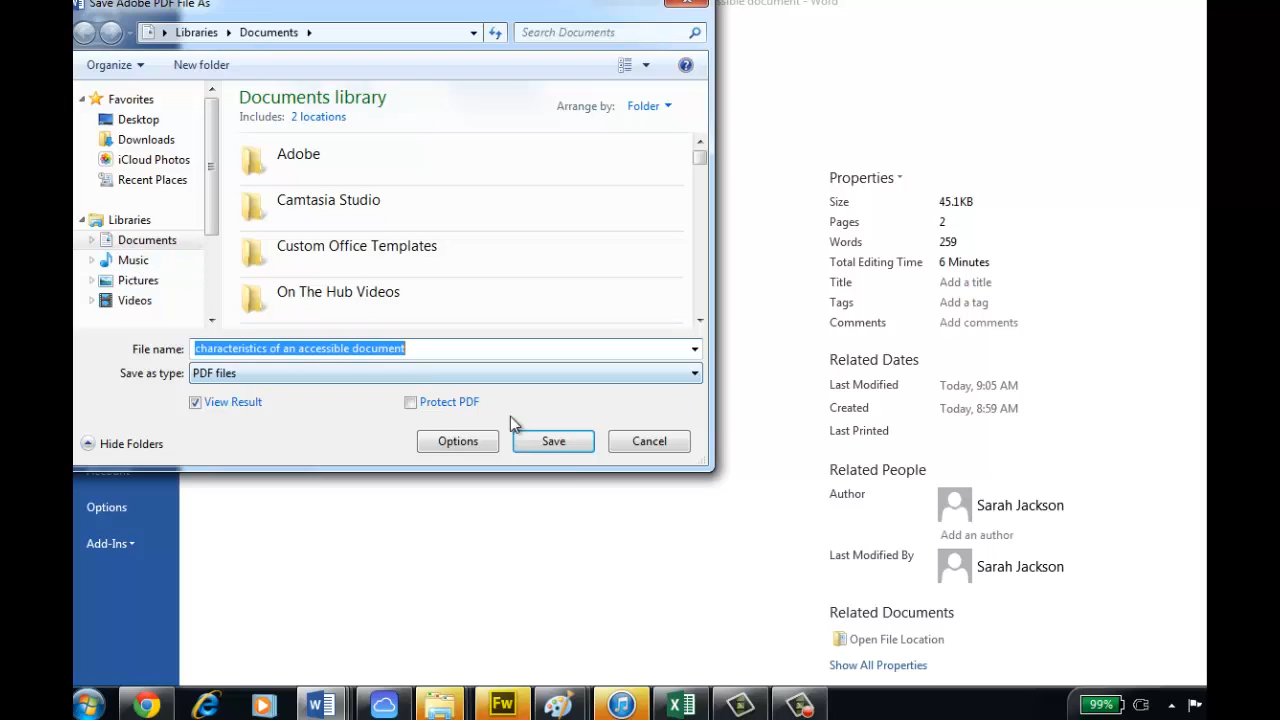 Save Adobe PDF File As
ssible document - Word
Libraries
Documents
Search Documents
Organize
New folder
Favorites
Desktop
Downloads
iCloud Photos
Recent Places
Libraries
Documents
Music
Pictures
Videos
Documents library
Includes: 2 locations
Arrange by: Folder
Adobe
Camtasia Studio
Custom Office Templates
On The Hub Videos
File name: characteristics of an accessible document
Save as type: PDF files
View Result
Protect PDF
Hide Folders
Options
Save
Cancel
Account
Options
Add-Ins
Properties
Size 45.1KB
Pages 2
Words 259
Total Editing Time 6 Minutes
Title Add a title
Tags Add a tag
Comments Add comments
Related Dates
Last Modified Today, 9:05 AM
Created Today, 8:59 AM
Last Printed
Related People
Author Sarah Jackson
Add an author
Last Modified By Sarah Jackson
Related Documents
Open File Location
Show All Properties
Fw
99%